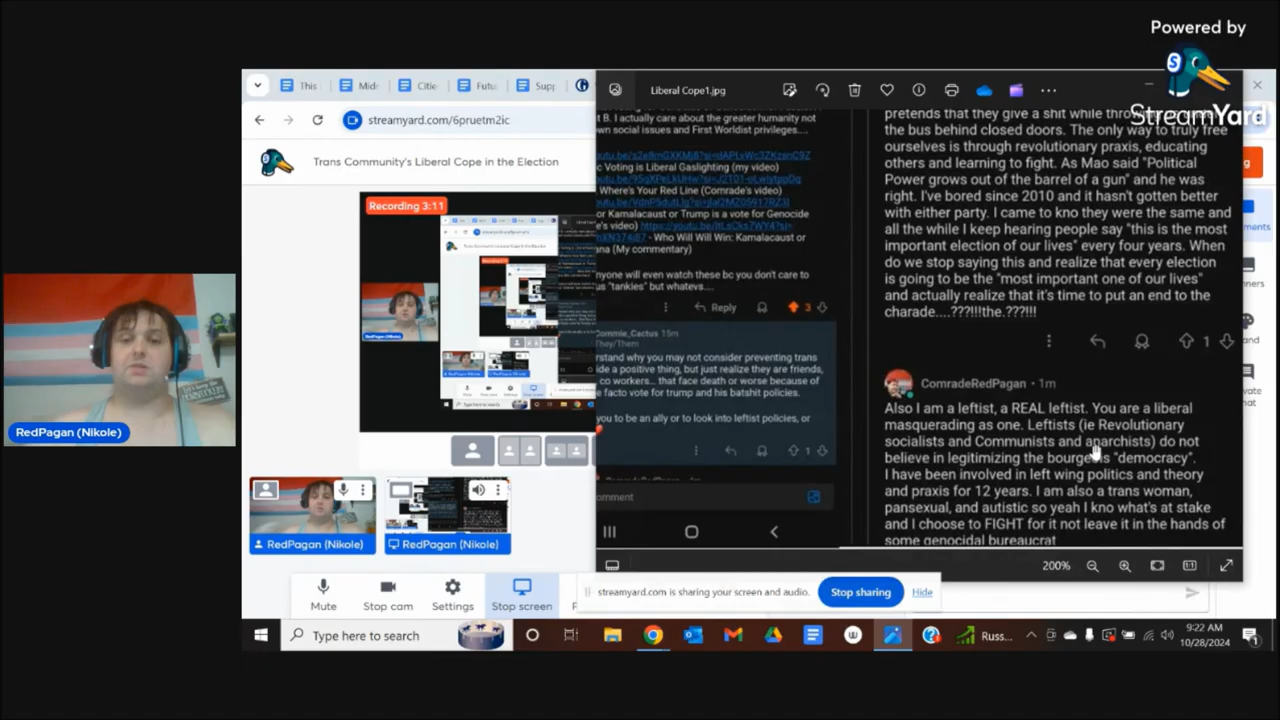 Powered by
StreamYard
Liberal Cope1.jpg
This
Citie
Futu
Supp
streamyard.com/6pruetm2ic
Trans Community's Liberal Cope in the Election
Recording 3:11
t B. I actually care about the greater humanity not
own social issues and First Worldist privileges....
c Voting is Liberal Gaslighting (my video)
Where's Your Red Line (Comrade's video)
or Kamalacaust or Trump is a vote for Genocide
- Who Will Win: Kamalacaust or
ana (My commentary)
nyone will even watch these bc you don't care to
us "tankies" but whatevs....
Reply
3
ommie_Cactus 15m
They/Them
rstand why you may not consider preventing trans
ide a positive thing, but just realize they are friends,
co workers... that face death or worse because of
e facto vote for trump and his batshit policies.
you to be an ally or to look into leftist policies, or
1
omment
pretends that they give a shit while
the bus behind closed doors. The only way to truly free
ourselves is through revolutionary praxis, educating
others and learning to fight. As Mao said "Political
Power grows out of the barrel of a gun" and he was
right. I've bored since 2010 and it hasn't gotten better
with either party. I came to kno they were the same and
all the while I keep hearing people say "this is the most
important election of our lives" every four years. When
do we stop saying this and realize that every election
is going to be the "most important one of our lives"
and actually realize that it's time to put an end to the
charade....???!!!the.???!!!
1
ComradeRedPagan • 1m
Also I am a leftist, a REAL leftist. You are a liberal
masquerading as one. Leftists (ie Revolutionary
socialists and Communists and anarchists) do not
believe in legitimizing the bourgeois "democracy".
I have been involved in left wing politics and theory
and praxis for 12 years. I am also a trans woman,
pansexual, and autistic so yeah I kno what's at stake
and I choose to FIGHT for it not leave it in the hands of
some genocidal bureaucrat
200%
RedPagan (Nikole)
RedPagan (Nikole)
RedPagan (Nikole)
Mute
Stop cam
Settings
Stop screen
streamyard.com is sharing your screen and audio.
Stop sharing
Hide
Type here to search
Russ...
9:22 AM
10/28/2024